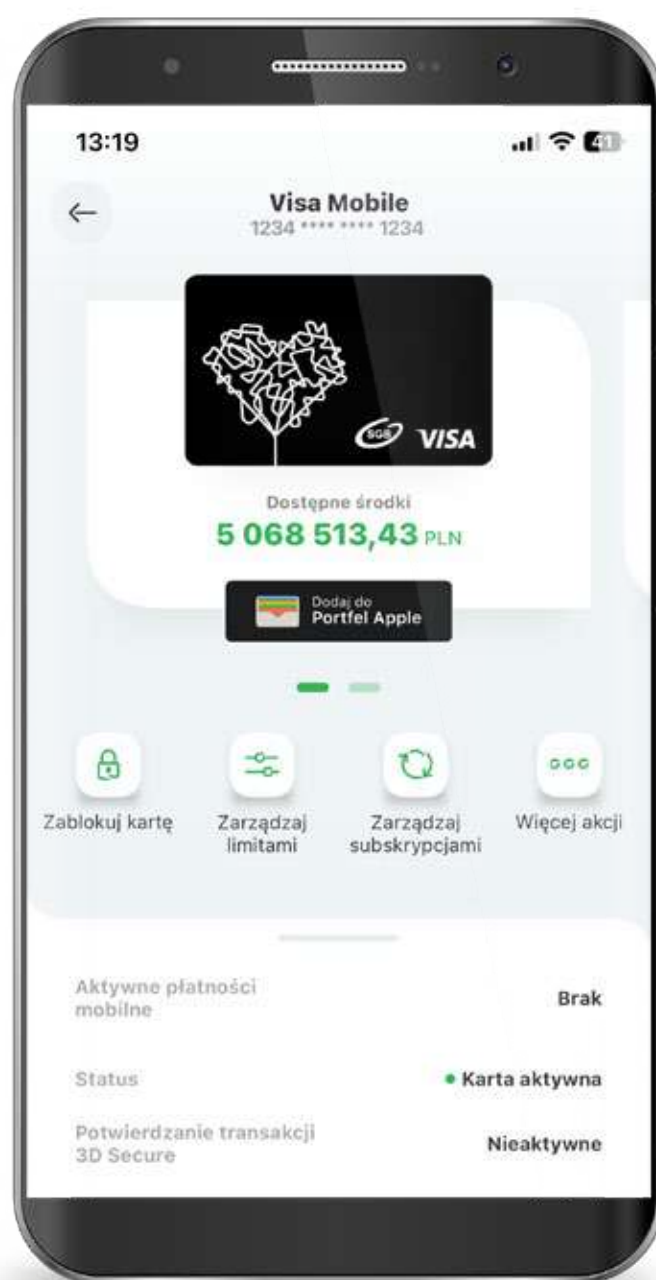 13:19
41
Visa Mobile
1234 **** **** 1234
SGB VISA
Dostępne środki
5 068 513,43 PLN
Dodaj do
Portfel Apple
Zablokuj kartę
Zarządzaj
limitami
Zarządzaj
subskrypcjami
Więcej akcji
Aktywne płatności
mobilne
Brak
Status
Karta aktywna
Potwierdzanie transakcji
3D Secure
Nieaktywne